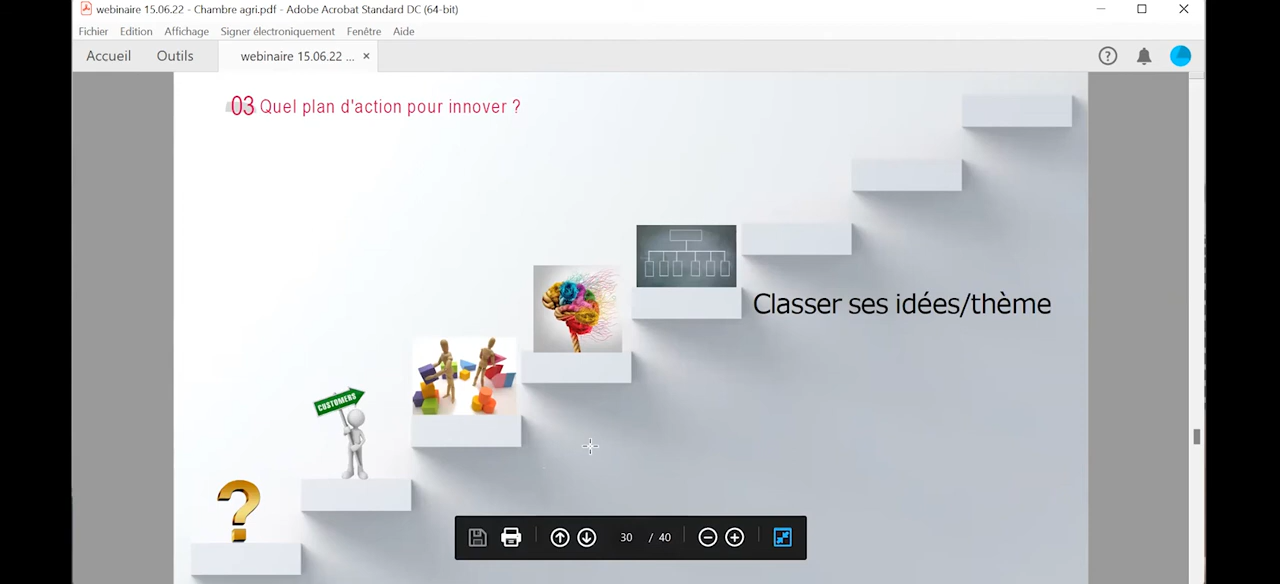 webinaire 15.06.22 - Chambre agri.pdf - Adobe Acrobat Standard DC (64-bit)
Fichier Edition Affichage Signer électroniquement Fenêtre Aide
Accueil Outils webinaire 15.06.22 ... ×
03 Quel plan d'action pour innover ?
Classer ses idées/thème
CUSTOMERS
30 / 40